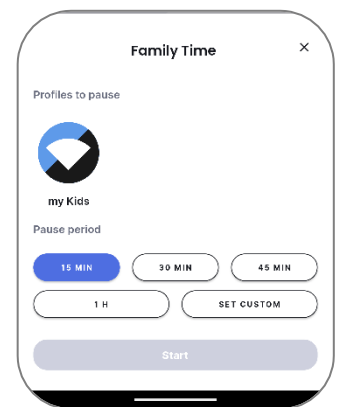 Family Time
Profiles to pause
my Kids
Pause period
15 MIN 30 MIN 45 MIN
1 H SET CUSTOM
Start